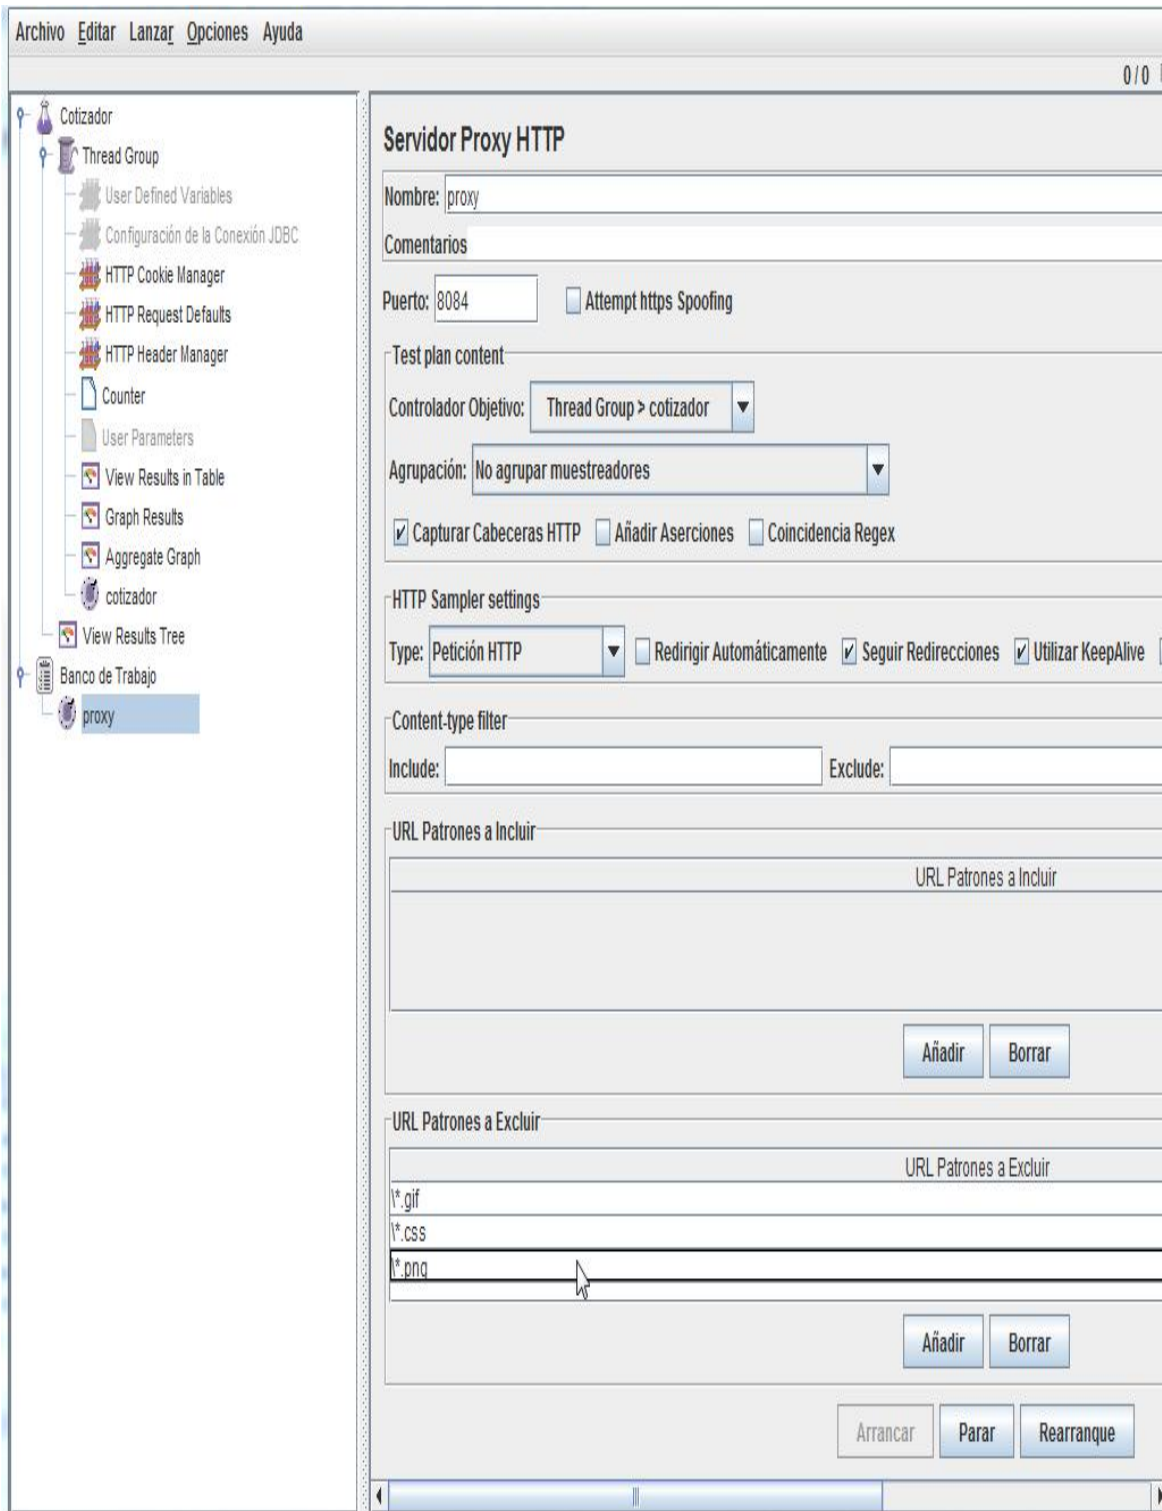 Archivo Editar Lanzar Opciones Ayuda
0 / 0
Cotizador
Thread Group
User Defined Variables
Configuración de la Conexión JDBC
HTTP Cookie Manager
HTTP Request Defaults
HTTP Header Manager
Counter
User Parameters
View Results in Table
Graph Results
Aggregate Graph
cotizador
View Results Tree
Banco de Trabajo
proxy
Servidor Proxy HTTP
Nombre: proxy
Comentarios
Puerto: 8084 Attempt https Spoofing
Test plan content
Controlador Objetivo: Thread Group > cotizador
Agrupación: No agrupar muestreadores
Capturar Cabeceras HTTP Añadir Aserciones Coincidencia Regex
HTTP Sampler settings
Type: Petición HTTP Redirigir Automáticamente Seguir Redirecciones Utilizar KeepAlive
Content-type filter
Include: Exclude:
URL Patrones a Incluir
URL Patrones a Incluir
Añadir Borrar
URL Patrones a Excluir
URL Patrones a Excluir
\*.gif
\*.css
\*.png
Añadir Borrar
Arrancar Parar Rearranque